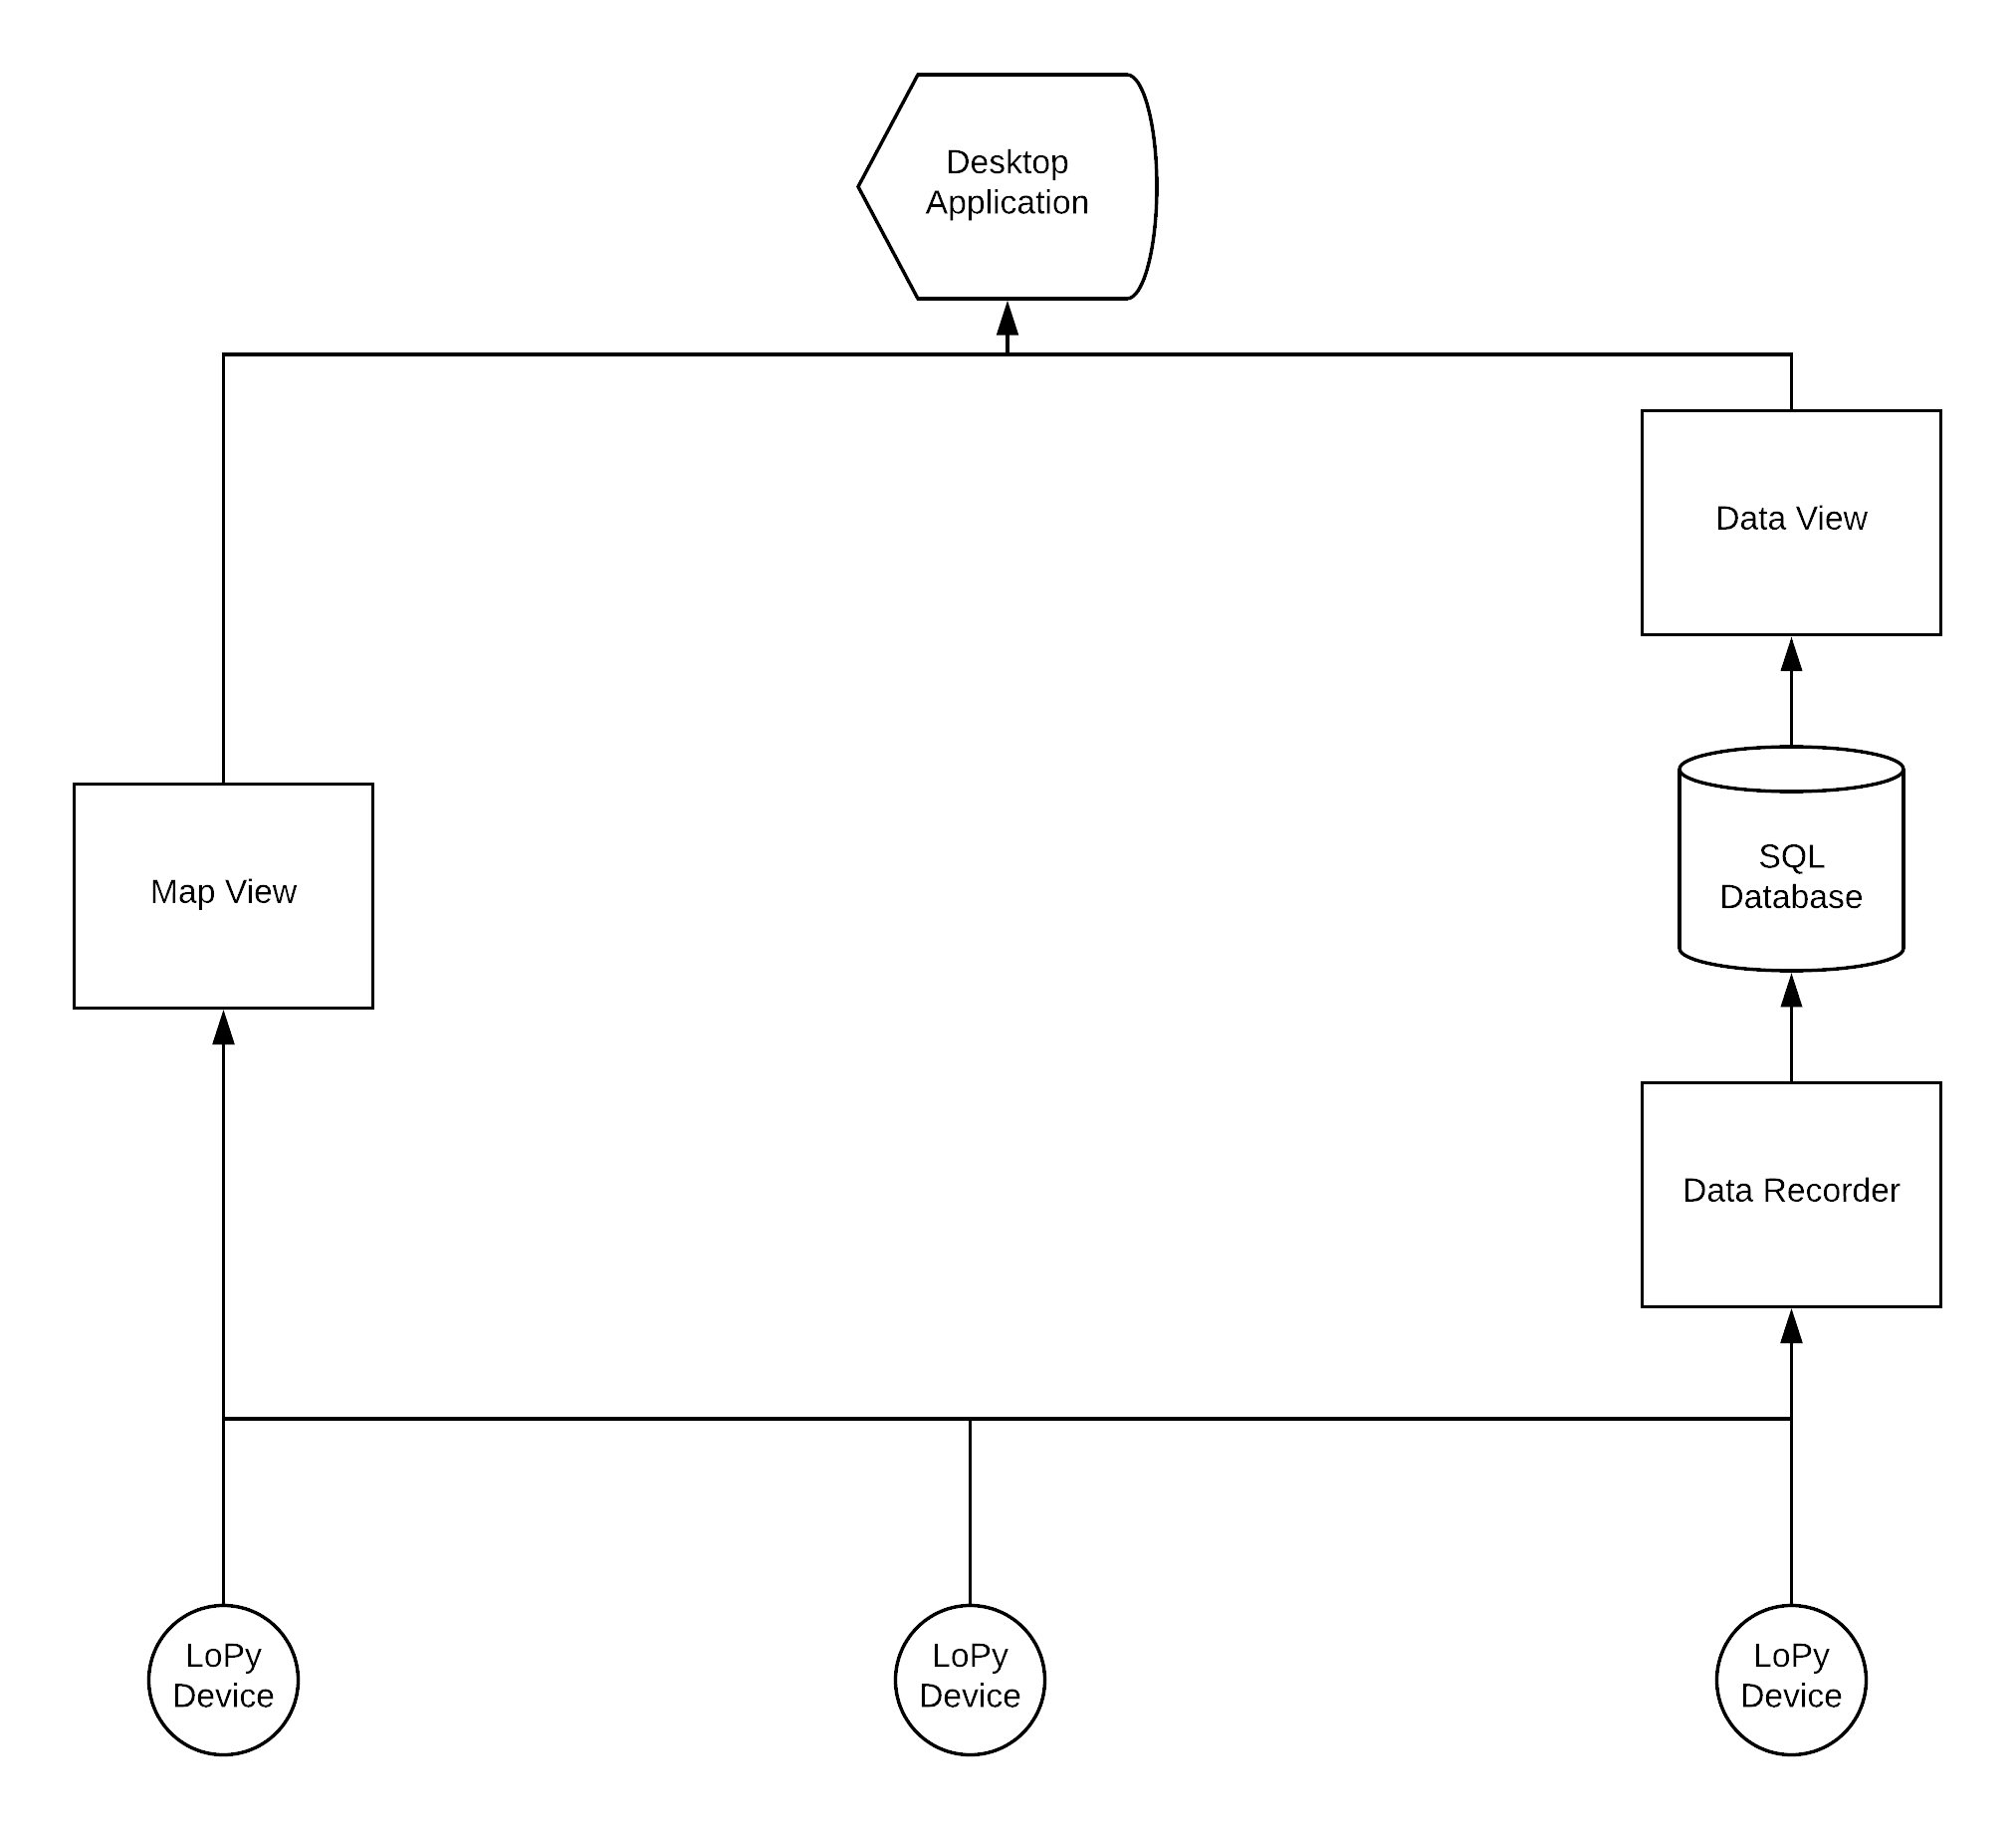 Desktop
Application
Data View
Map View
SQL
Database
Data Recorder
LoPy
Device
LoPy
Device
LoPy
Device